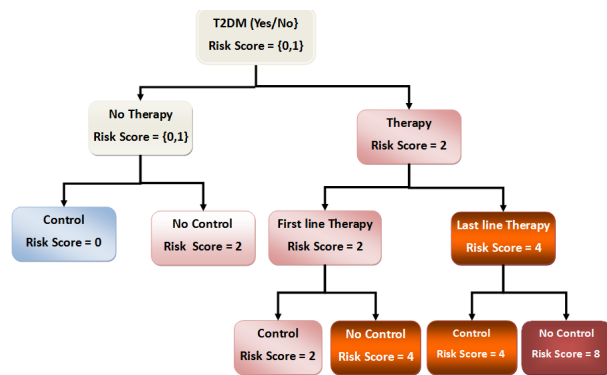 T2DM (Yes/No}
Risk Score = {0,1}
No Therapy
Risk Score = {0,1}
Therapy
Risk Score = 2
Control
Risk Score = 0
No Control
Risk Score = 2
First line Therapy
Risk Score = 2
Last line Therapy
Risk Score = 4
Control
Risk Score = 2
No Control
Risk Score = 4
Control
Risk Score = 4
No Control
Risk Score = 8